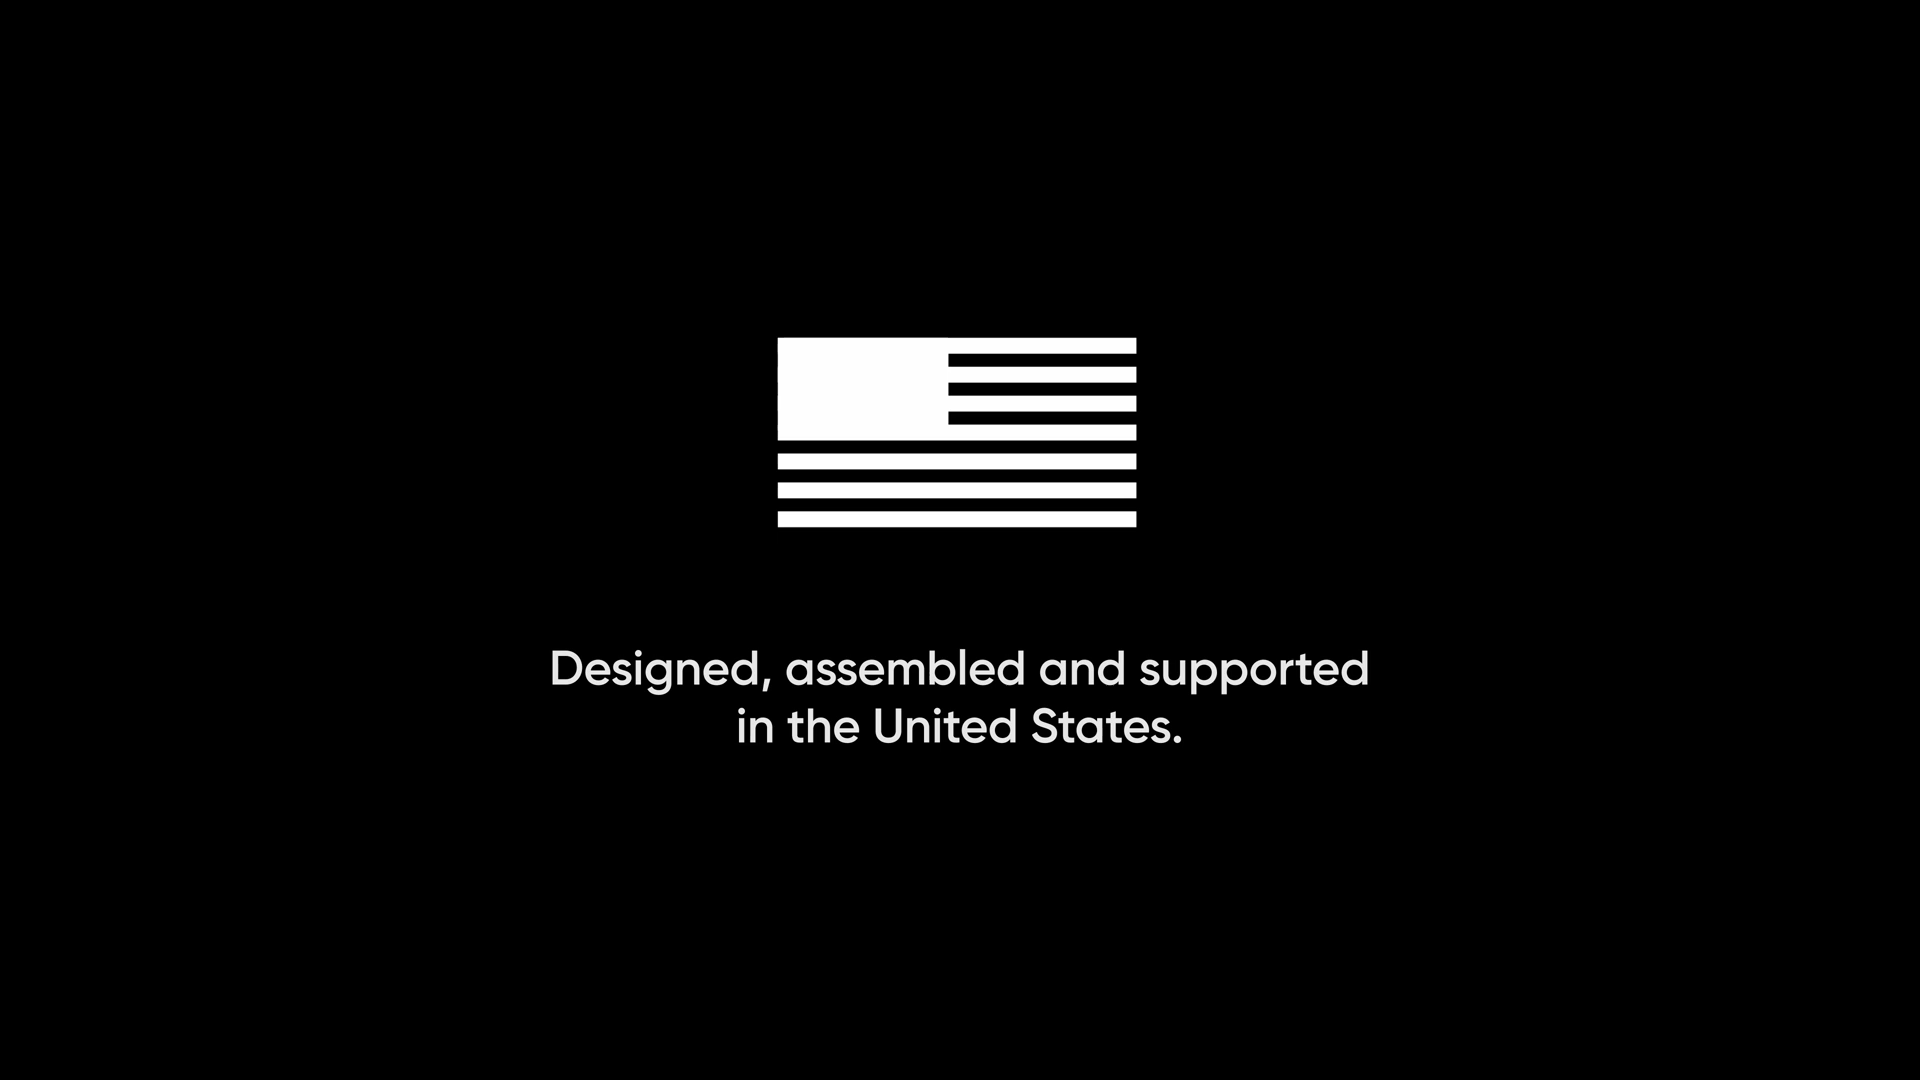 Designed, assembled and supported
in the United States.